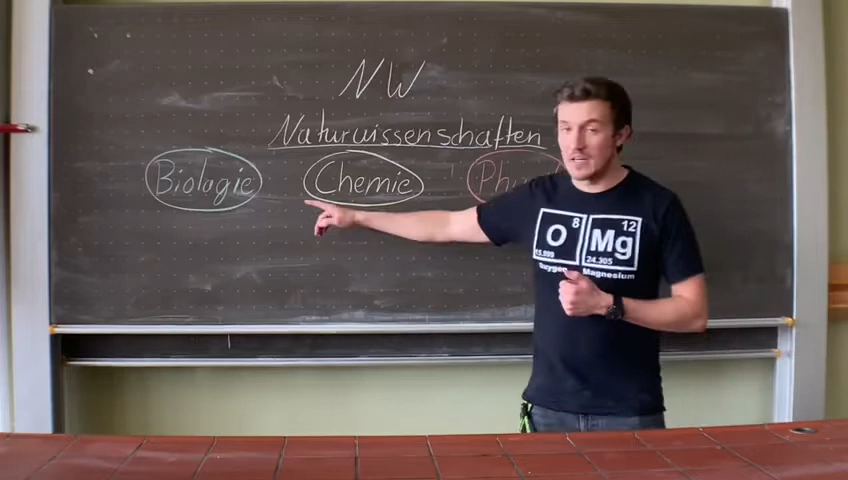 NW
Naturwissenschaften
Biologie Chemie
8 12
O Mg
15.999 24.305
Oxygen Magnesium